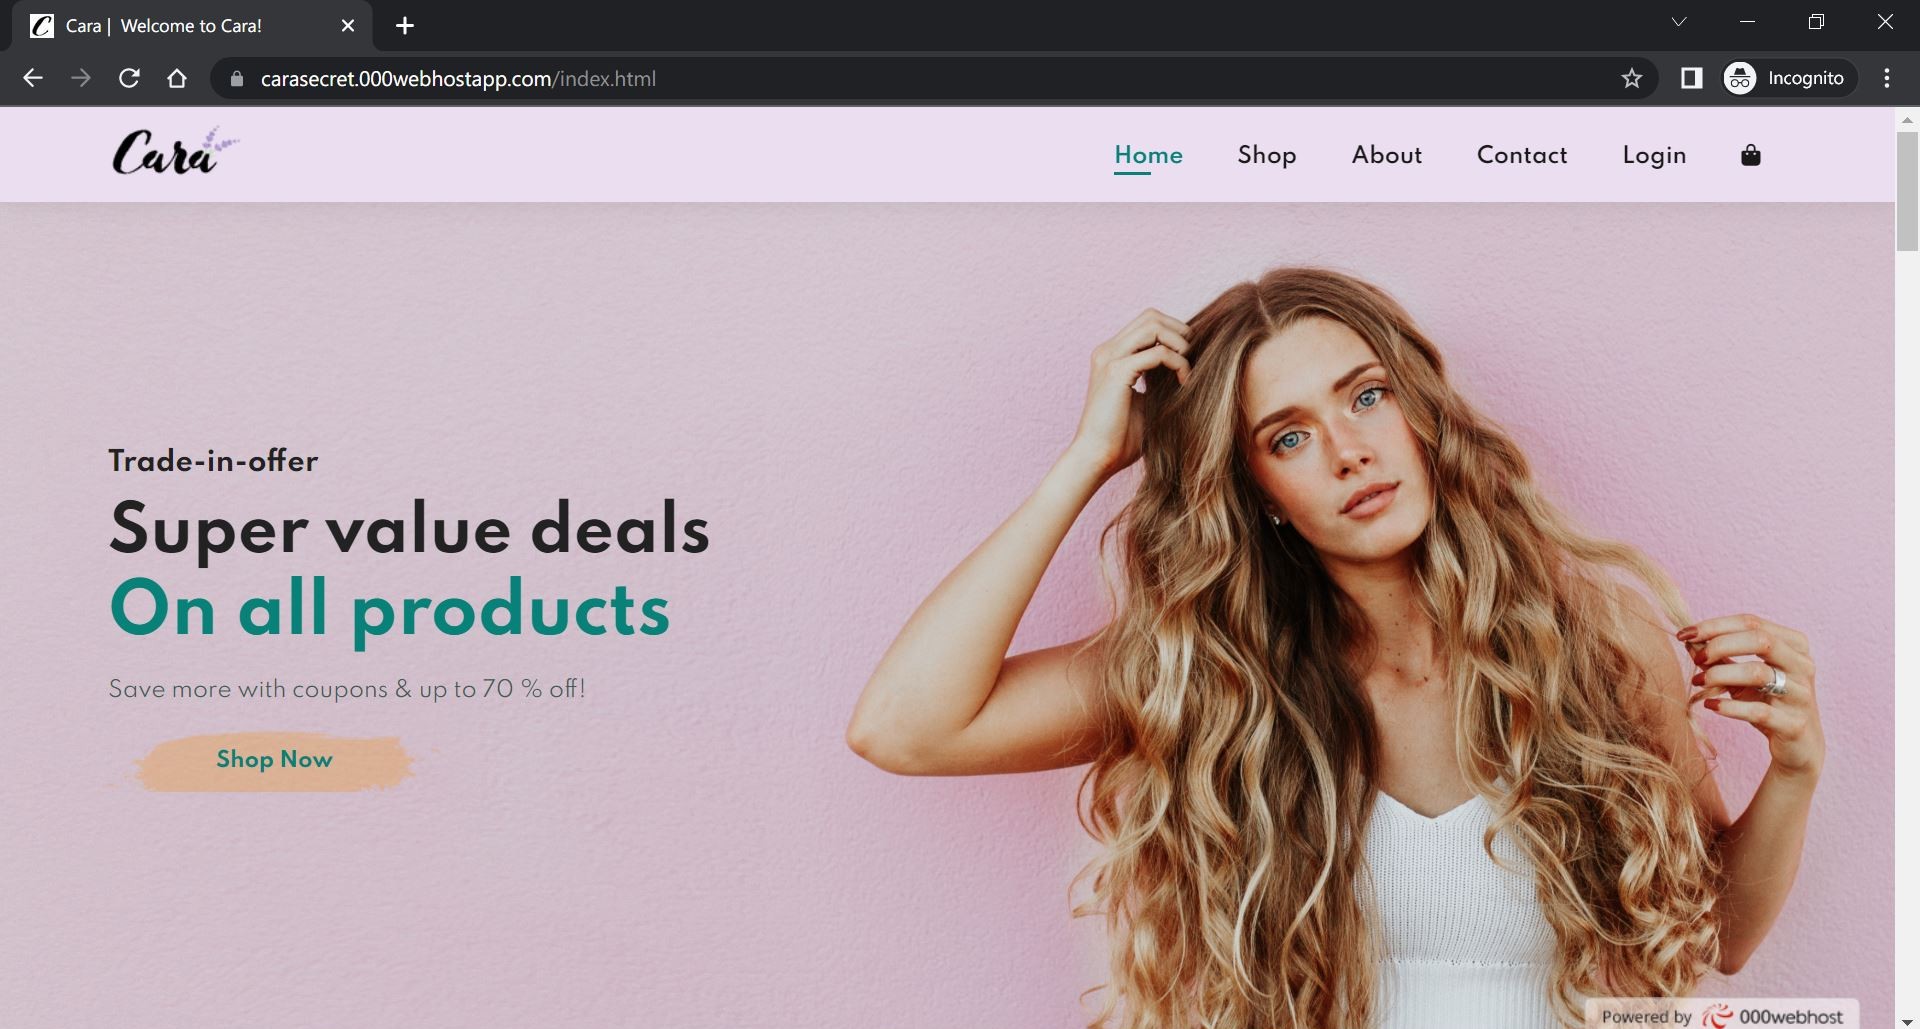 Cara | Welcome to Cara!
carasecret.000webhostapp.com/index.html
Incognito
Cara
Home Shop About Contact Login
Trade-in-offer
Super value deals
On all products
Save more with coupons & up to 70 % off!
Shop Now
Powered by 000webhost